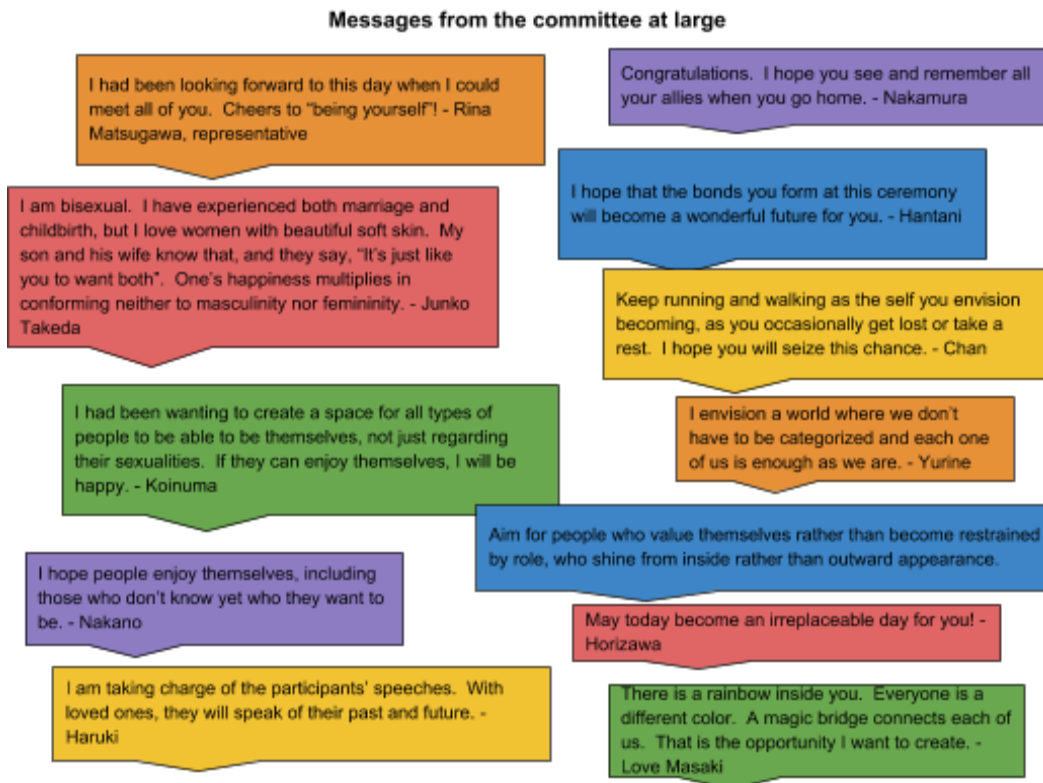 Messages from the committee at large
I had been looking forward to this day when I could
meet all of you.  Cheers to “being yourself”! - Rina
Matsugawa, representative
Congratulations.  I hope you see and remember all
your allies when you go home. - Nakamura
I hope that the bonds you form at this ceremony
will become a wonderful future for you. - Hantani
I am bisexual.  I have experienced both marriage and
childbirth, but I love women with beautiful soft skin.  My
son and his wife know that, and they say, “It’s just like
you to want both”.  One’s happiness multiplies in
conforming neither to masculinity nor femininity. - Junko
Takeda
Keep running and walking as the self you envision
becoming, as you occasionally get lost or take a
rest.  I hope you will seize this chance. - Chan
I had been wanting to create a space for all types of
people to be able to be themselves, not just regarding
their sexualities.  If they can enjoy themselves, I will be
happy. - Koinuma
I envision a world where we don’t
have to be categorized and each one
of us is enough as we are. - Yurine
Aim for people who value themselves rather than become restrained
by role, who shine from inside rather than outward appearance.
I hope people enjoy themselves, including
those who don’t know yet who they want to
be. - Nakano
May today become an irreplaceable day for you! -
Horizawa
I am taking charge of the participants’ speeches.  With
loved ones, they will speak of their past and future. -
Haruki
There is a rainbow inside you.  Everyone is a
different color.  A magic bridge connects each of
us.  That is the opportunity I want to create. -
Love Masaki